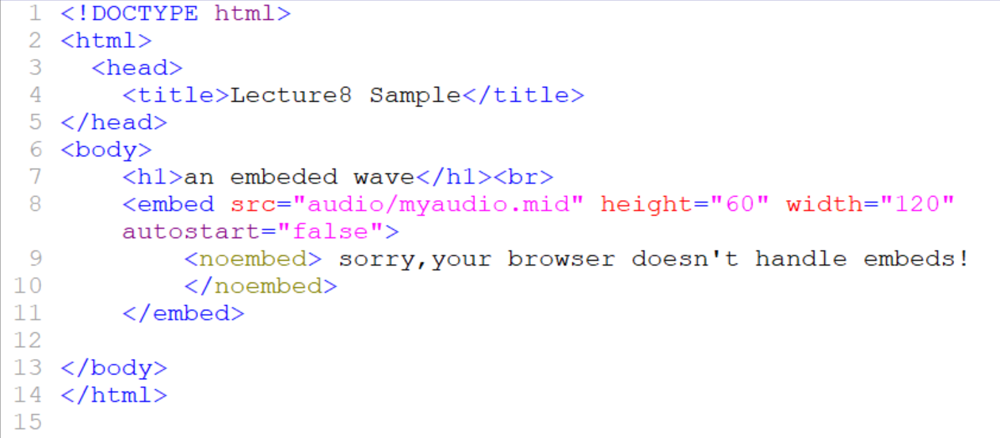 1 <!DOCTYPE html>
2 <html>
3 <head>
4 <title>Lecture8 Sample</title>
5 </head>
6 <body>
7 <h1>an embeded wave</h1><br>
8 <embed src="audio/myaudio.mid" height="60" width="120"
autostart="false">
9 <noembed> sorry,your browser doesn't handle embeds!
10 </noembed>
11 </embed>
12
13 </body>
14 </html>
15